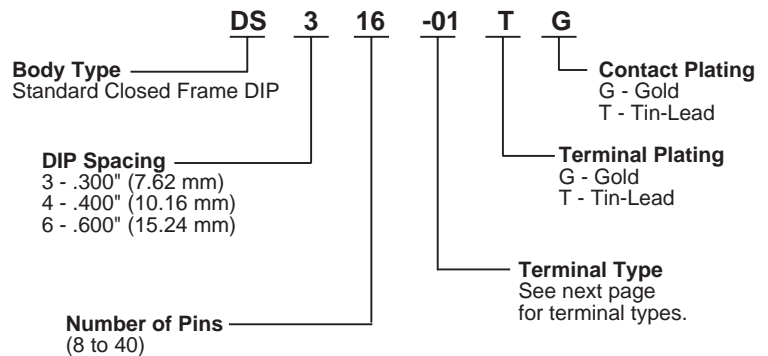 DS 3 16 -01 T G
Body Type
Standard Closed Frame DIP
DIP Spacing
3 - .300" (7.62 mm)
4 - .400" (10.16 mm)
6 - .600" (15.24 mm)
Number of Pins
(8 to 40)
Contact Plating
G - Gold
T - Tin-Lead
Terminal Plating
G - Gold
T - Tin-Lead
Terminal Type
See next page
for terminal types.